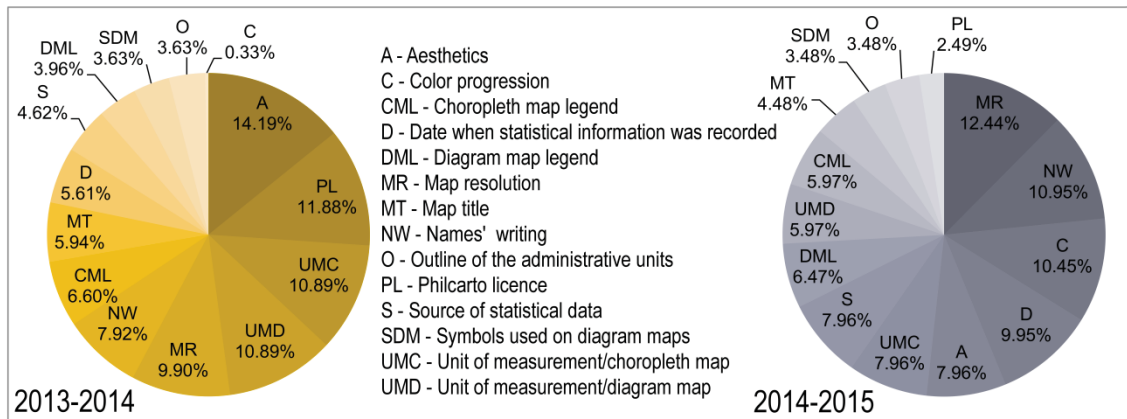 A
14.19%
PL
11.88%
UMC
10.89%
UMD
10.89%
MR
9.90%
NW
7.92%
CML
6.60%
MT
5.94%
D
5.61%
S
4.62%
DML
3.96%
SDM
3.63%
O
3.63%
C
0.33%
2013-2014
A - Aesthetics
C - Color progression
CML - Choropleth map legend
D - Date when statistical information was recorded
DML - Diagram map legend
MR - Map resolution
MT - Map title
NW - Names' writing
O - Outline of the administrative units
PL - Philcarto licence
S - Source of statistical data
SDM - Symbols used on diagram maps
UMC - Unit of measurement/choropleth map
UMD - Unit of measurement/diagram map
MR
12.44%
NW
10.95%
C
10.45%
D
9.95%
A
7.96%
UMC
7.96%
S
7.96%
DML
6.47%
UMD
5.97%
CML
5.97%
MT
4.48%
SDM
3.48%
O
3.48%
PL
2.49%
2014-2015